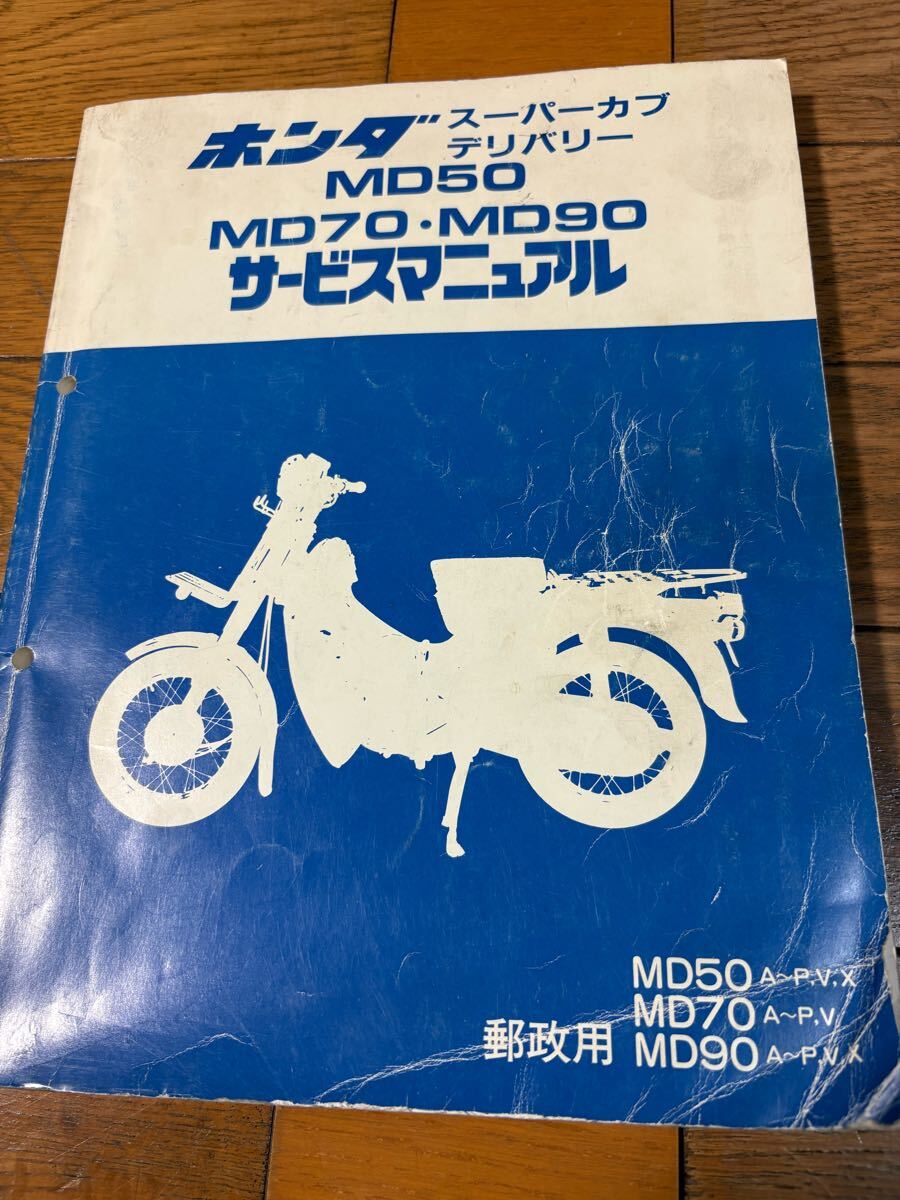 ホンダ スーパーカブ
デリバリー
MD50
MD70・MD90
サービスマニュアル
MD50 A～P,V,X
MD70 A～P,V
郵政用 MD90 A～P,V,X